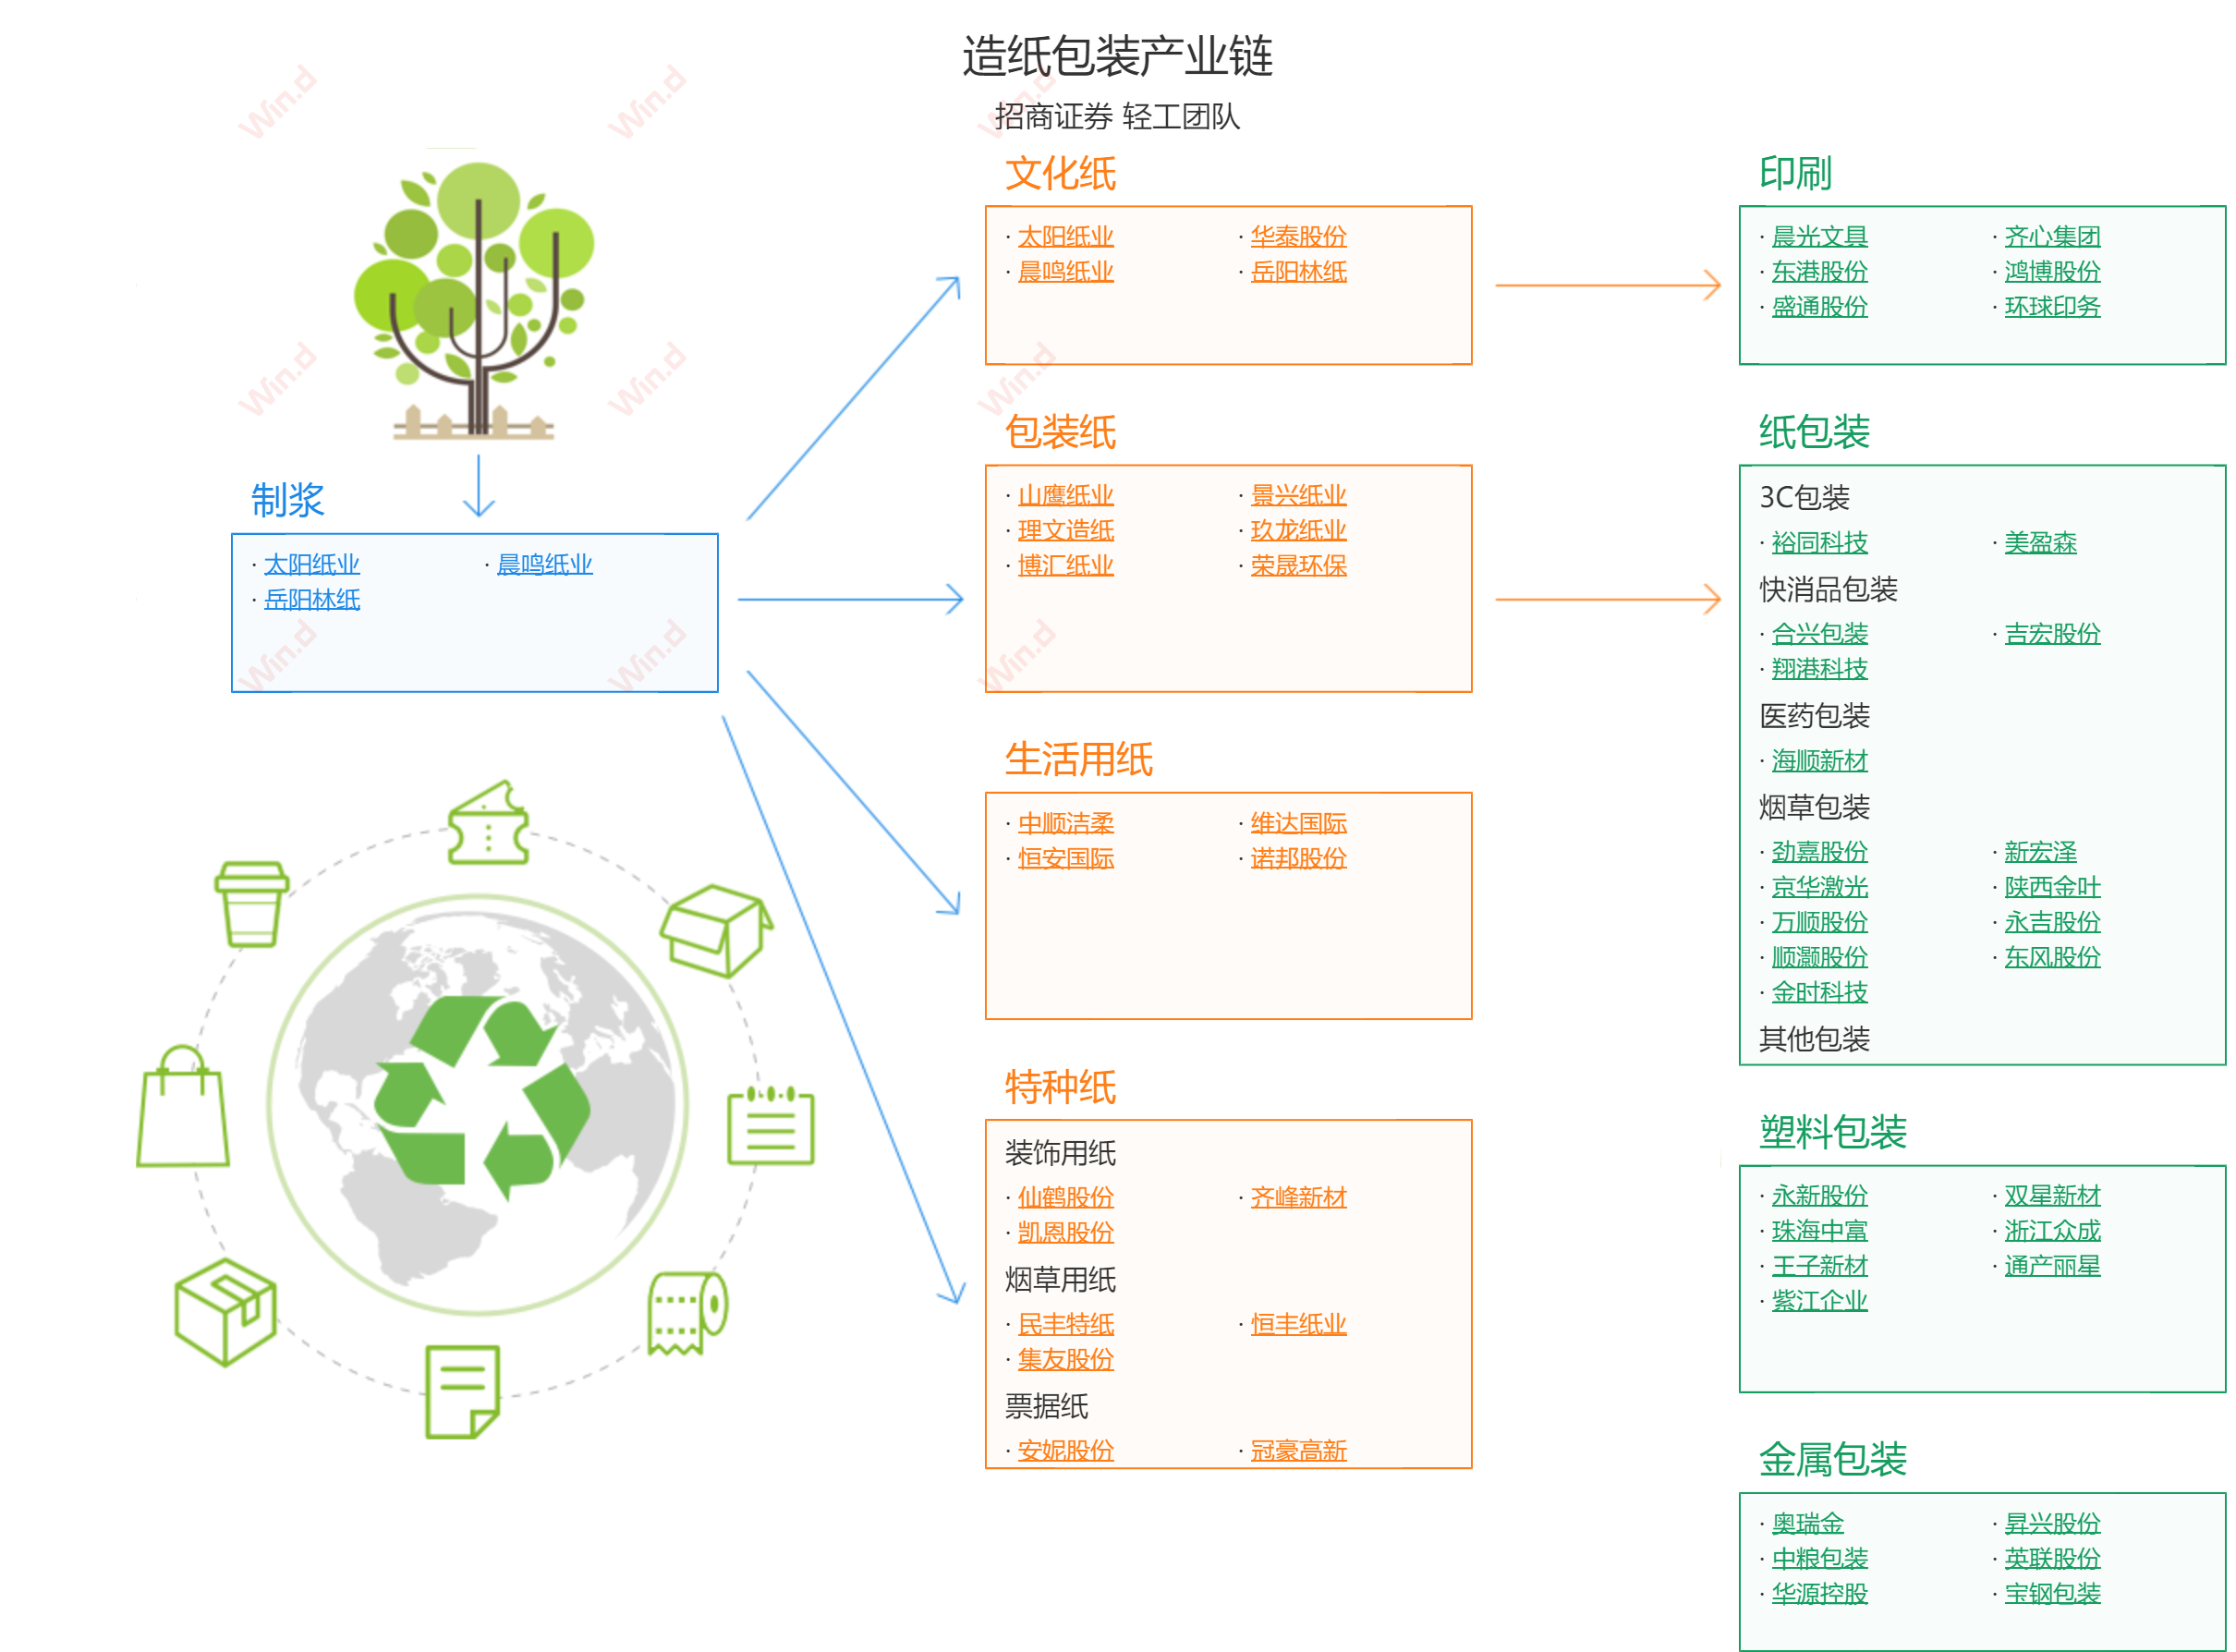 造纸包装产业链
招商证券 轻工团队
制浆
· 太阳纸业 · 晨鸣纸业
· 岳阳林纸
文化纸
· 太阳纸业 · 华泰股份
· 晨鸣纸业 · 岳阳林纸
包装纸
· 山鹰纸业 · 景兴纸业
· 理文造纸 · 玖龙纸业
· 博汇纸业 · 荣晟环保
生活用纸
· 中顺洁柔 · 维达国际
· 恒安国际 · 诺邦股份
特种纸
装饰用纸
· 仙鹤股份 · 齐峰新材
· 凯恩股份
烟草用纸
· 民丰特纸 · 恒丰纸业
· 集友股份
票据纸
· 安妮股份 · 冠豪高新
印刷
· 晨光文具 · 齐心集团
· 东港股份 · 鸿博股份
· 盛通股份 · 环球印务
纸包装
3C包装
· 裕同科技 · 美盈森
快消品包装
· 合兴包装 · 吉宏股份
· 翔港科技
医药包装
· 海顺新材
烟草包装
· 劲嘉股份 · 新宏泽
· 京华激光 · 陕西金叶
· 万顺股份 · 永吉股份
· 顺灏股份 · 东风股份
· 金时科技
其他包装
塑料包装
· 永新股份 · 双星新材
· 珠海中富 · 浙江众成
· 王子新材 · 通产丽星
· 紫江企业
金属包装
· 奥瑞金 · 昇兴股份
· 中粮包装 · 英联股份
· 华源控股 · 宝钢包装
Win.d
Win.d
Win.d
Win.d
Win.d
Win.d
Win.d
Win.d
Win.d